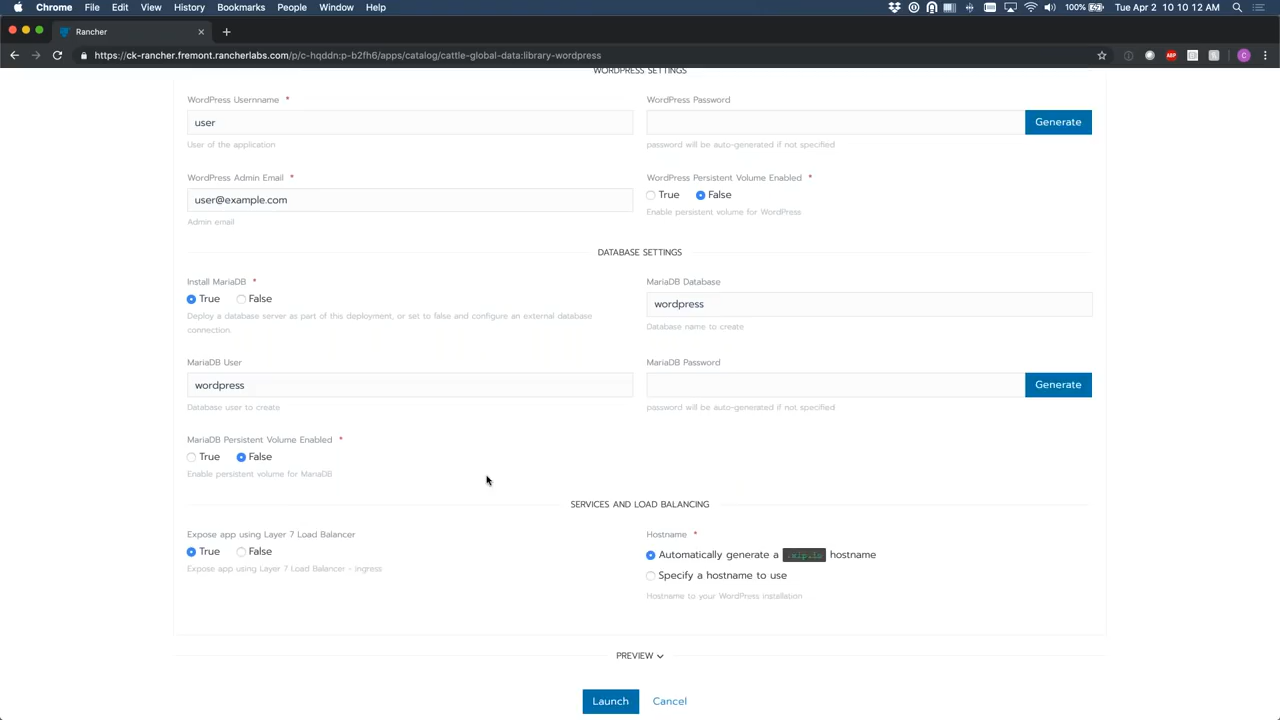 Chrome File Edit View History Bookmarks People Window Help 100% Tue Apr 2 10:10:12 AM
Rancher
https://ck-rancher.fremont.rancherlabs.com/p/c-hqddn:p-b2fh6/apps/catalog/cattle-global-data:library-wordpress
WORDPRESS SETTINGS
WordPress Usernname *
WordPress Password
user
Generate
User of the application
password will be auto-generated if not specified
WordPress Admin Email *
WordPress Persistent Volume Enabled *
user@example.com
True False
Admin email
Enable persistent volume for WordPress
DATABASE SETTINGS
Install MariaDB *
MariaDB Database
True False
wordpress
Deploy a database server as part of this deployment, or set to false and configure an external database
connection.
Database name to create
MariaDB User
MariaDB Password
wordpress
Generate
Database user to create
password will be auto-generated if not specified
MariaDB Persistent Volume Enabled *
True False
Enable persistent volume for MariaDB
SERVICES AND LOAD BALANCING
Expose app using Layer 7 Load Balancer
Hostname *
True False
Automatically generate a .xip.io hostname
Specify a hostname to use
Expose app using Layer 7 Load Balancer - ingress
Hostname to your WordPress installation
PREVIEW
Launch Cancel